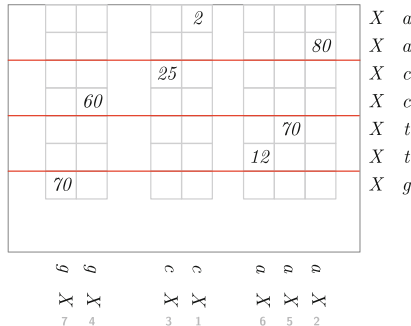 2 X a
80 X a
25 X c
60 X c
70 X t
12 X t
70 X g
g g c c a a a
X X X X X X X
7 4 3 1 6 5 2